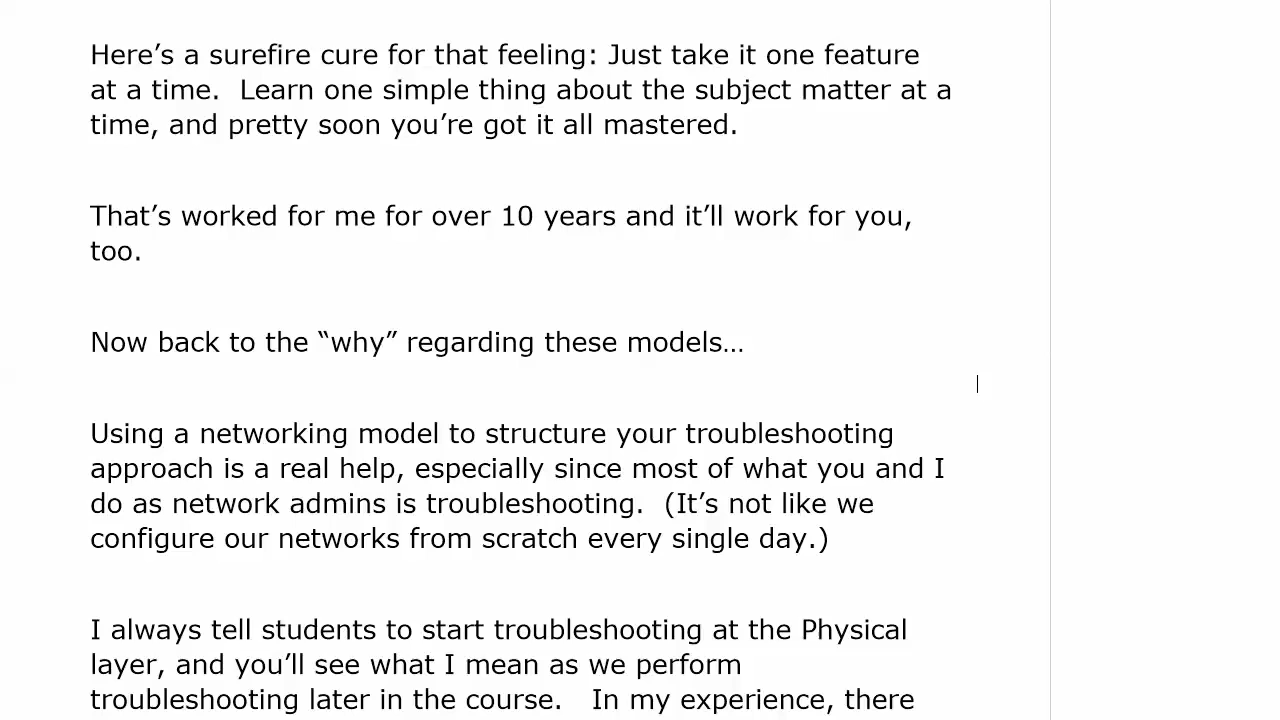 Here’s a surefire cure for that feeling: Just take it one feature
at a time.  Learn one simple thing about the subject matter at a
time, and pretty soon you’re got it all mastered.
That’s worked for me for over 10 years and it’ll work for you,
too.
Now back to the “why” regarding these models…
Using a networking model to structure your troubleshooting
approach is a real help, especially since most of what you and I
do as network admins is troubleshooting.  (It’s not like we
configure our networks from scratch every single day.)
I always tell students to start troubleshooting at the Physical
layer, and you’ll see what I mean as we perform
troubleshooting later in the course.   In my experience, there